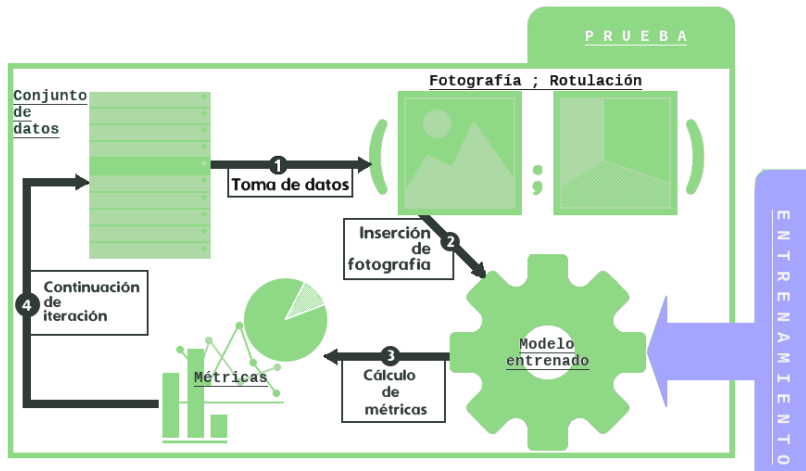 P R U E B A
Fotografía ; Rotulación
Conjunto
de
datos
1
Toma de datos
;
Inserción
de
fotografia
2
E N T R E N A M I E N T O
Modelo
entrenado
3
Cálculo
de
métricas
Métricas
4
Continuación
de
iteración